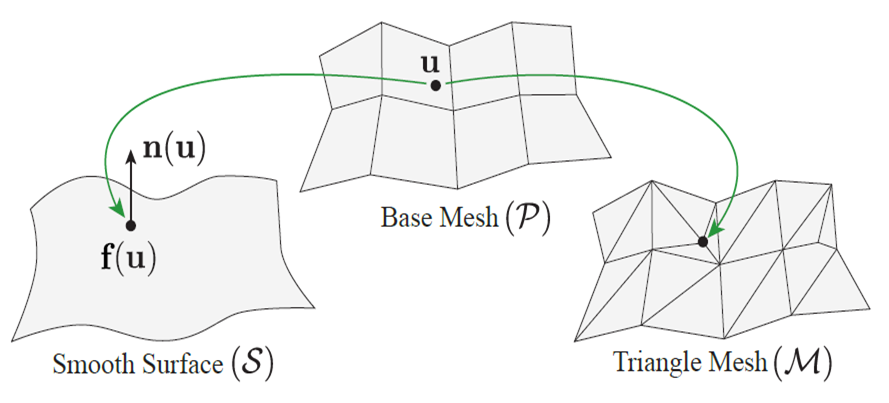 u
n(u)
f(u)
Base Mesh (𝒫)
Smooth Surface (𝒮)
Triangle Mesh (ℳ)